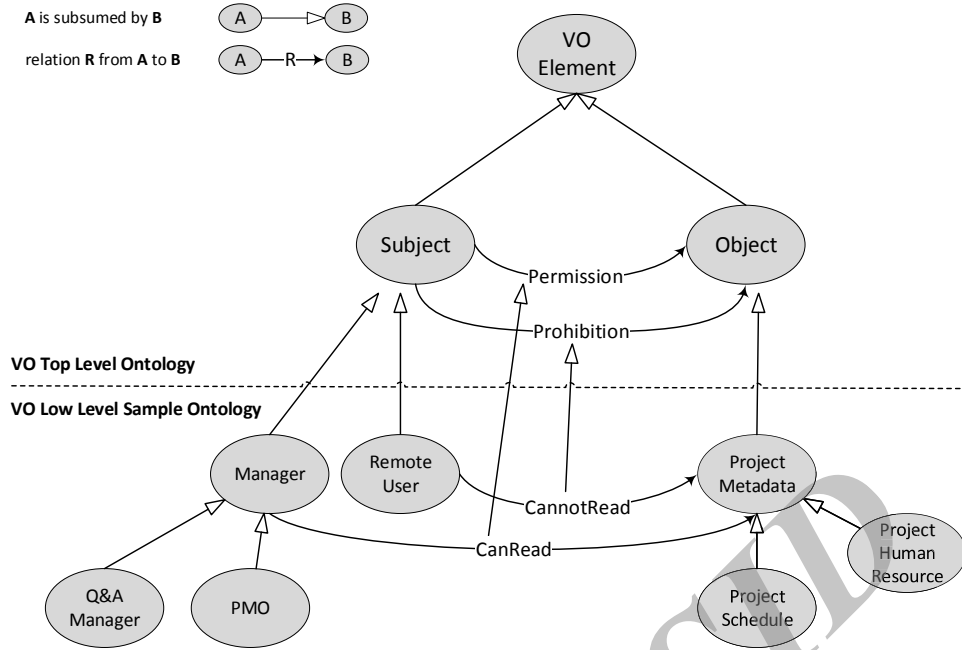 A is subsumed by B
A
B
relation R from A to B
A
R
B
VO
Element
Subject
Object
Permission
Prohibition
VO Top Level Ontology
VO Low Level Sample Ontology
Manager
Remote
User
Project
Metadata
CannotRead
CanRead
Project
Human
Resource
Q&A
Manager
PMO
Project
Schedule
SID